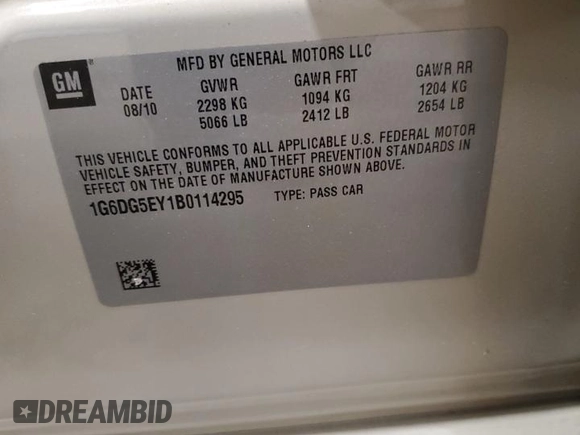 GM
®
MFD BY GENERAL MOTORS LLC
DATE GVWR GAWR FRT GAWR RR
08/10 2298 KG 1094 KG 1204 KG
5066 LB 2412 LB 2654 LB
THIS VEHICLE CONFORMS TO ALL APPLICABLE U.S. FEDERAL MOTOR
VEHICLE SAFETY, BUMPER, AND THEFT PREVENTION STANDARDS IN
EFFECT ON THE DATE OF MANUFACTURE SHOWN ABOVE.
1G6DG5EY1B0114295 TYPE: PASS CAR
DREAMBID